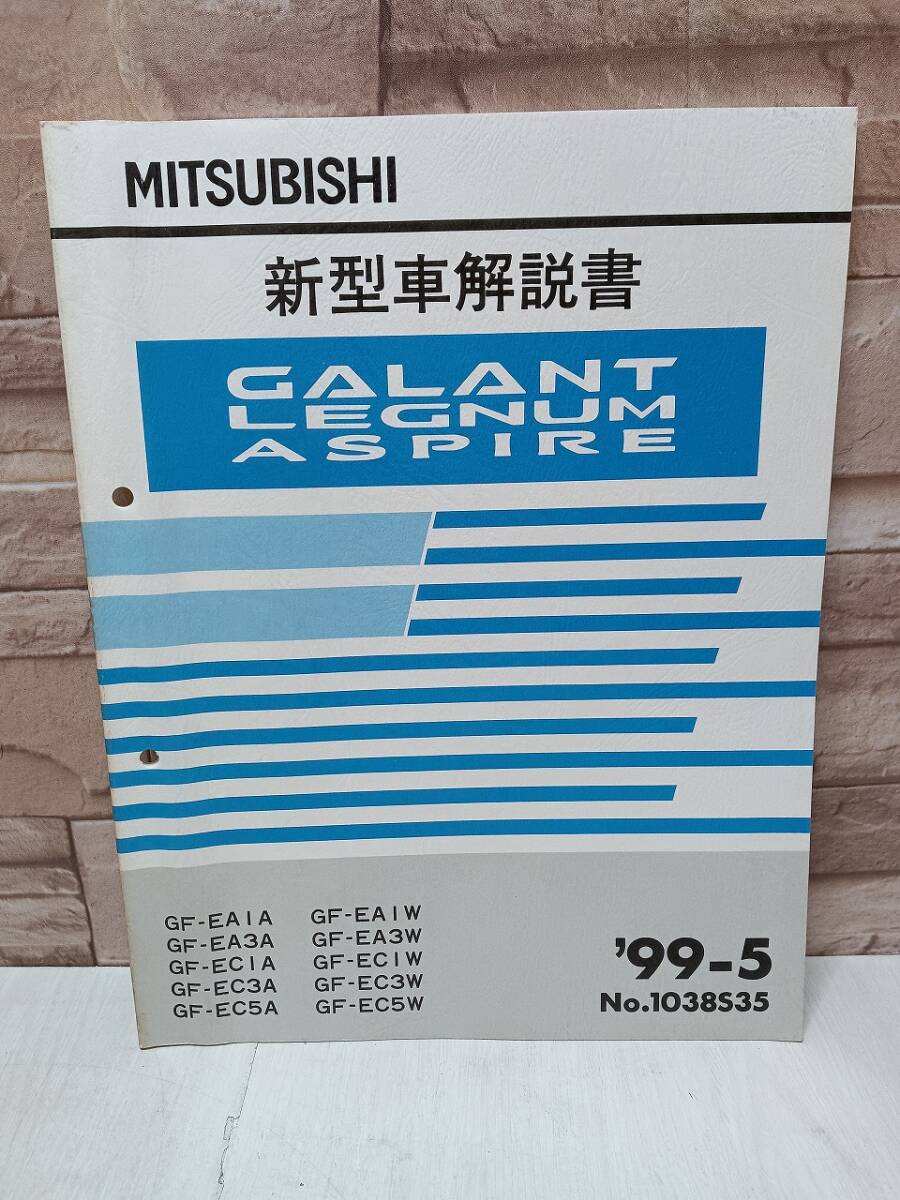 MITSUBISHI
新型車解説書
GALANT
LEGNUM
ASPIRE
GF-EA1A GF-EA1W
GF-EA3A GF-EA3W
GF-EC1A GF-EC1W
GF-EC3A GF-EC3W
GF-EC5A GF-EC5W
'99-5
No.1038S35